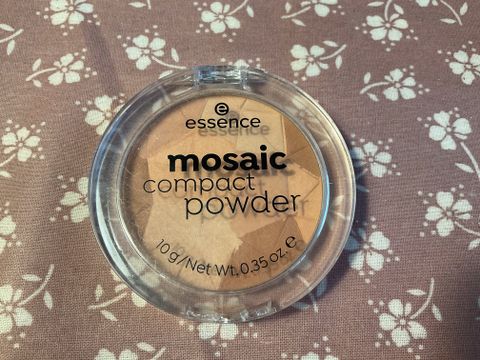 essence
mosaic
compact
powder
10 g/Net Wt. 0.35 oz. e